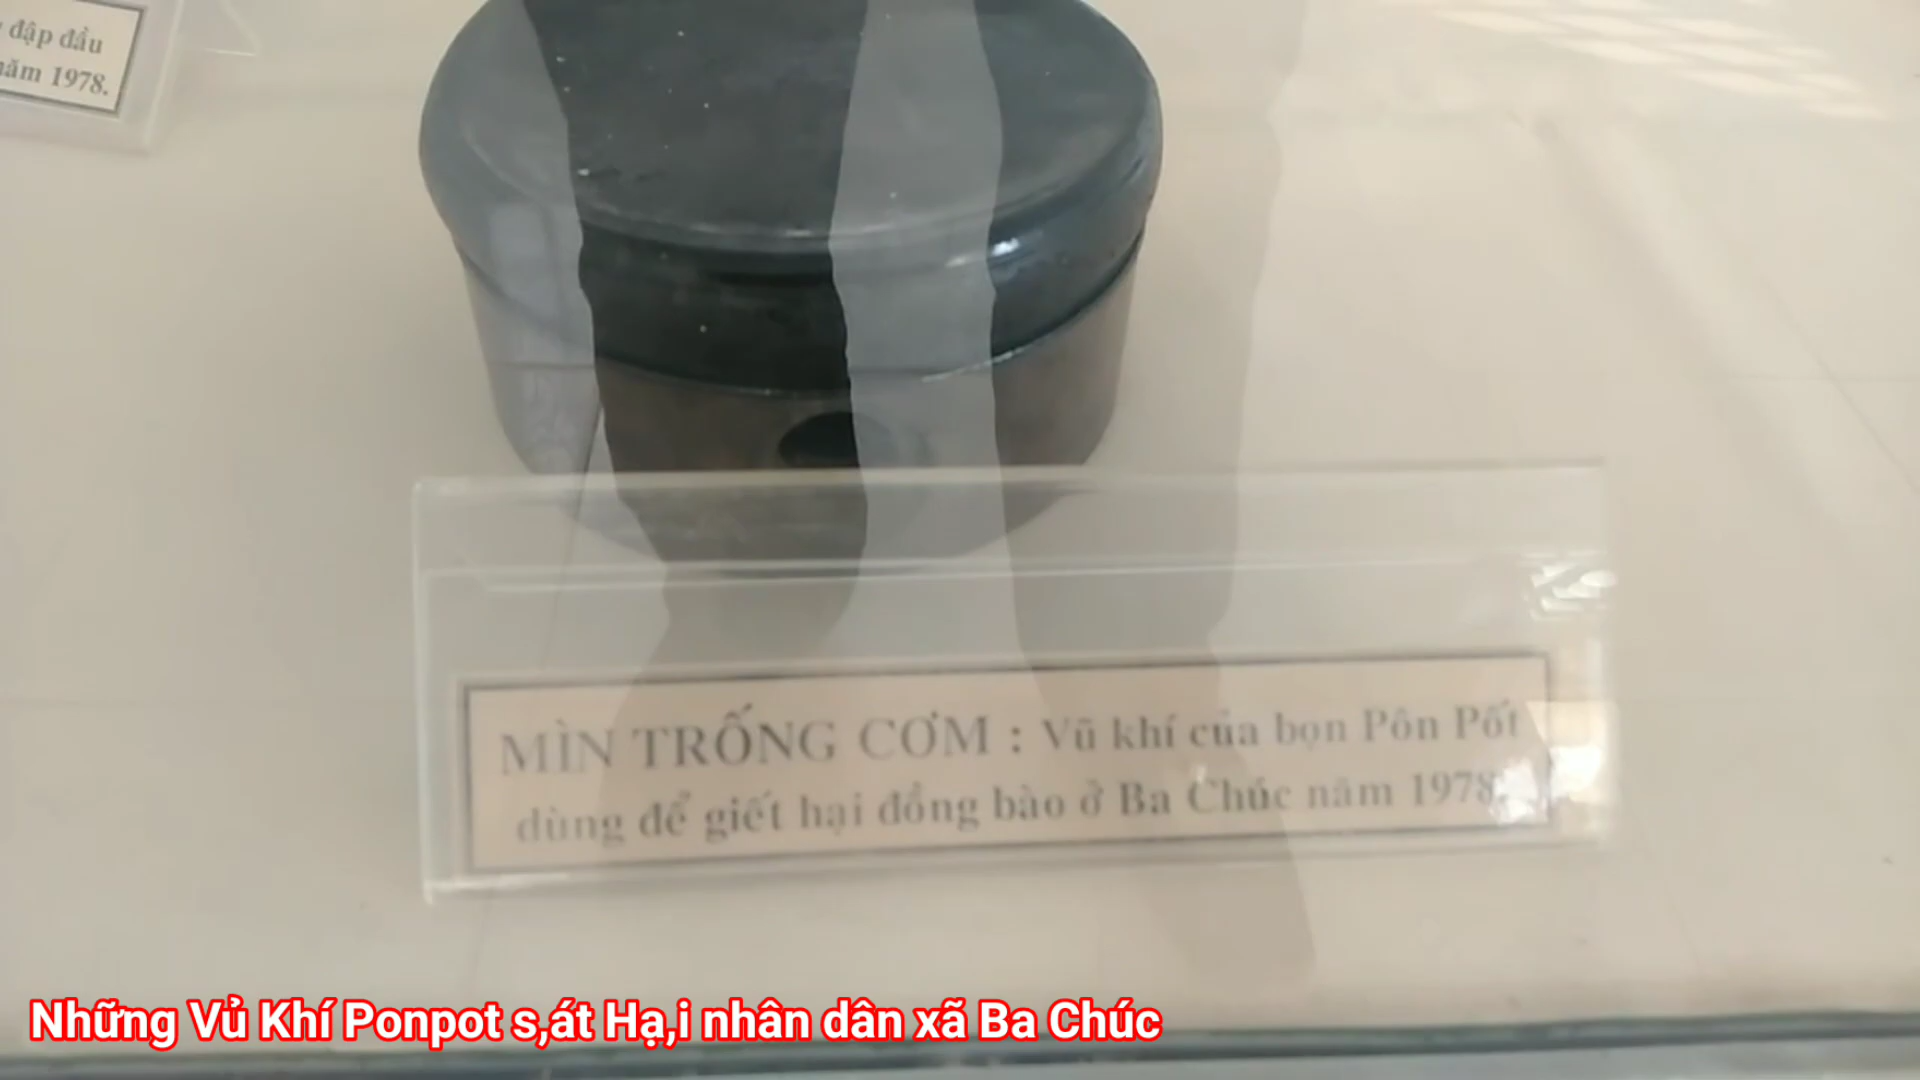 đập đầu
năm 1978.
MÌN TRỐNG CƠM : Vũ khí của bọn Pôn Pốt
dùng để giết hại đồng bào ở Ba Chúc năm 1978.
Những Vủ Khí Ponpot s,át Hạ,i nhân dân xã Ba Chúc